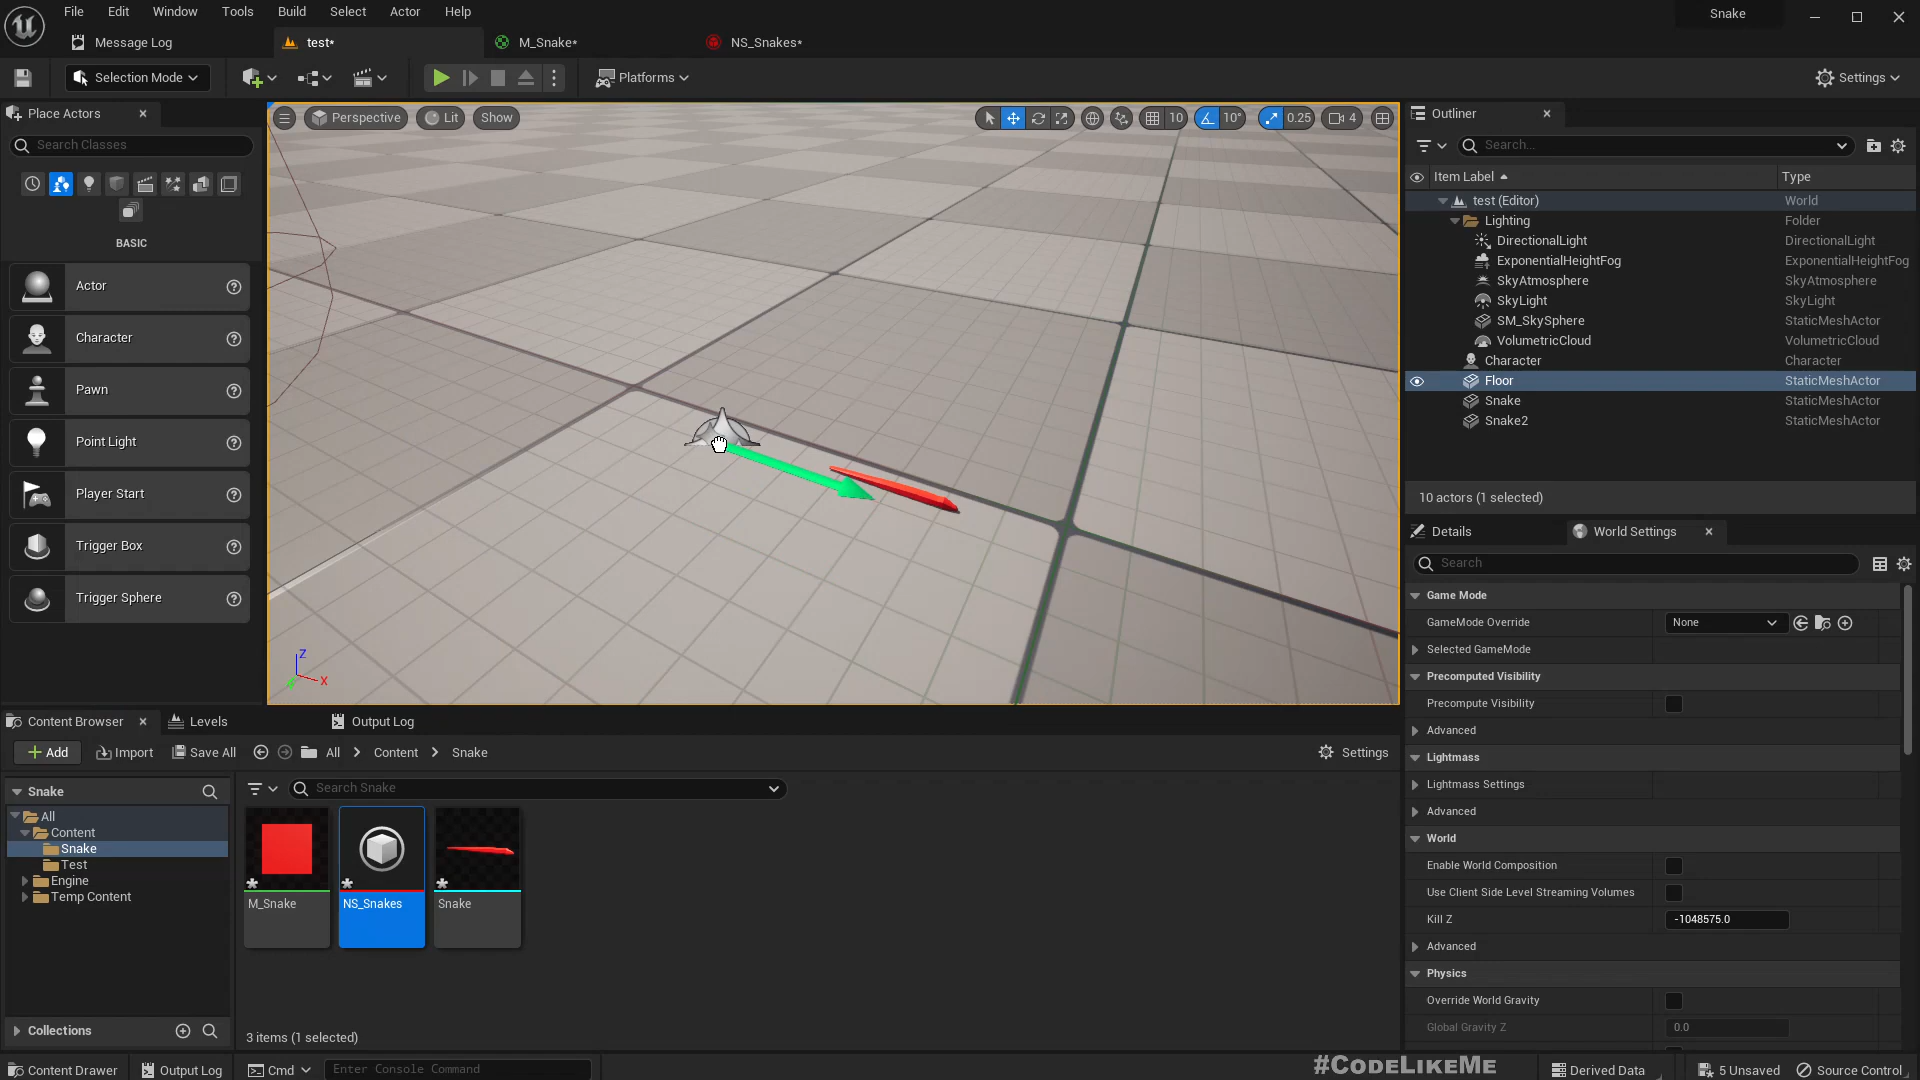 File Edit Window Tools Build Select Actor Help
Snake
Message Log
test*
M_Snake*
NS_Snakes*
Selection Mode
Platforms
Settings
Place Actors
Search Classes
BASIC
Actor
Character
Pawn
Point Light
Player Start
Trigger Box
Trigger Sphere
Perspective
Lit
Show
10
10°
0.25
4
Z
X
Outliner
Search...
Item Label
Type
test (Editor) World
Lighting Folder
DirectionalLight DirectionalLight
ExponentialHeightFog ExponentialHeightFog
SkyAtmosphere SkyAtmosphere
SkyLight SkyLight
SM_SkySphere StaticMeshActor
VolumetricCloud VolumetricCloud
Character Character
Floor StaticMeshActor
Snake StaticMeshActor
Snake2 StaticMeshActor
10 actors (1 selected)
Details
World Settings
Search
Game Mode
GameMode Override None
Selected GameMode
Precomputed Visibility
Precompute Visibility
Advanced
Lightmass
Lightmass Settings
Advanced
World
Enable World Composition
Use Client Side Level Streaming Volumes
Kill Z -1048575.0
Advanced
Physics
Override World Gravity
Global Gravity Z 0.0
Content Browser
Levels
Output Log
Add
Import
Save All
All > Content > Snake
Settings
Snake
Search Snake
All
Content
Snake
Test
Engine
Temp Content
M_Snake
NS_Snakes
Snake
Collections
3 items (1 selected)
Content Drawer
Output Log
Cmd
Enter Console Command
#CODELIKEME
Derived Data
5 Unsaved
Source Control